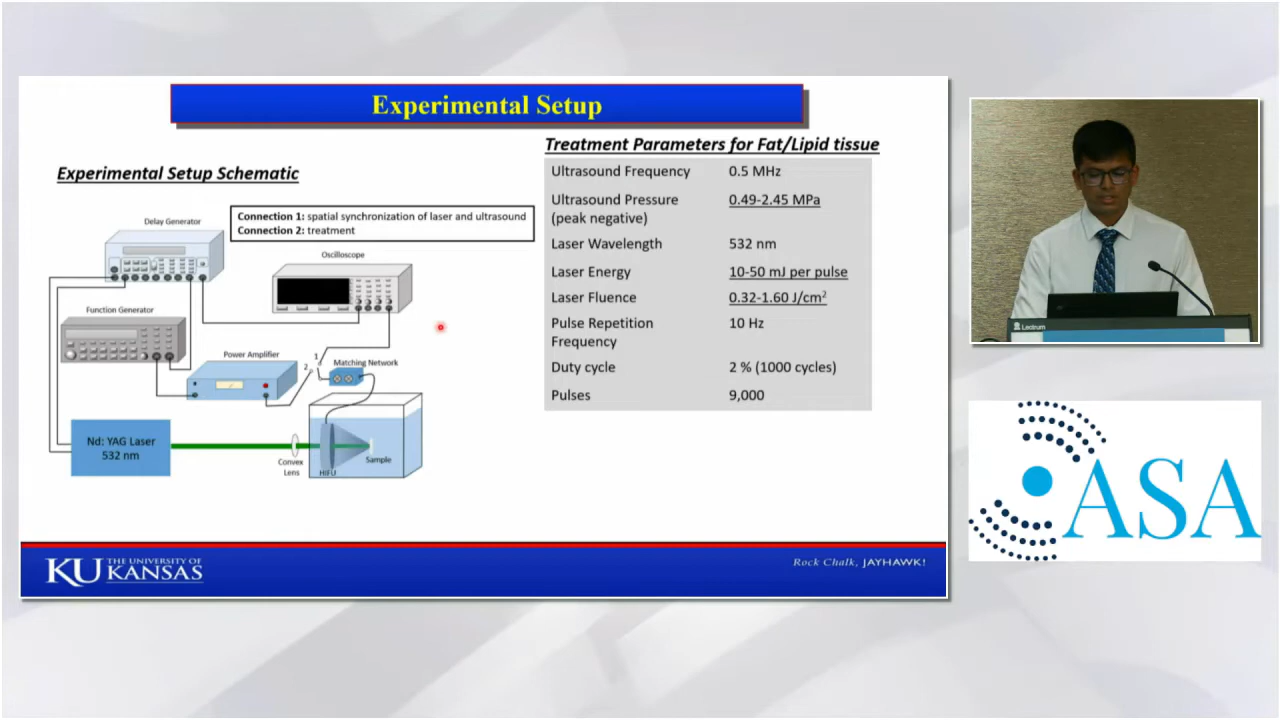 Experimental Setup
Experimental Setup Schematic
Delay Generator
Connection 1: spatial synchronization of laser and ultrasound
Connection 2: treatment
Oscilloscope
Function Generator
Power Amplifier
1
2
Matching Network
Nd: YAG Laser
532 nm
Convex
Lens
HIFU
Sample
Treatment Parameters for Fat/Lipid tissue
Ultrasound Frequency 0.5 MHz
Ultrasound Pressure 0.49-2.45 MPa
(peak negative)
Laser Wavelength 532 nm
Laser Energy 10-50 mJ per pulse
Laser Fluence 0.32-1.60 J/cm²
Pulse Repetition 10 Hz
Frequency
Duty cycle 2 % (1000 cycles)
Pulses 9,000
KU THE UNIVERSITY OF
KANSAS
Rock Chalk, JAYHAWK!
Lectrum
ASA